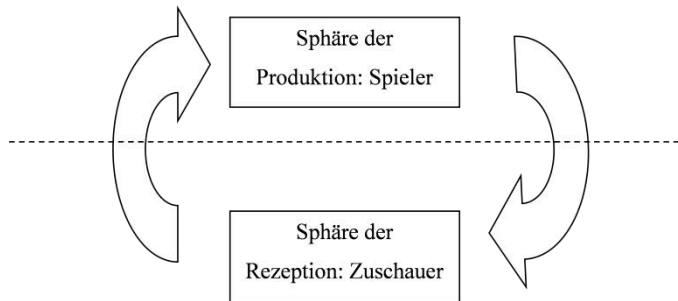 Sphäre der
Produktion: Spieler
Sphäre der
Rezeption: Zuschauer